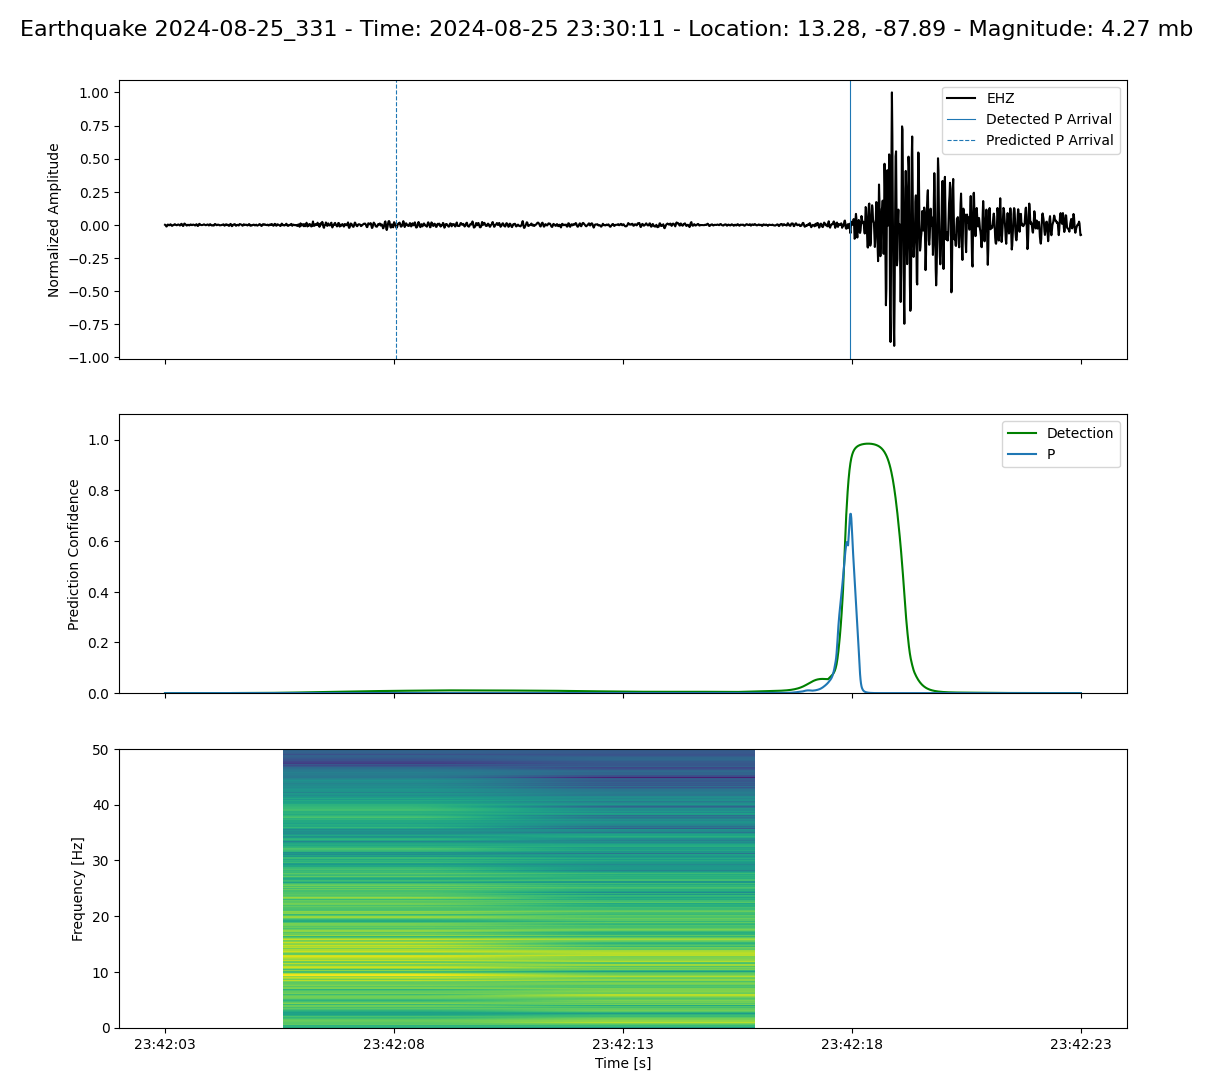 Earthquake 2024-08-25_331 - Time: 2024-08-25 23:30:11 - Location: 13.28, -87.89 - Magnitude: 4.27 mb
Normalized Amplitude
1.00
0.75
0.50
0.25
0.00
−0.25
−0.50
−0.75
−1.00
EHZ
Detected P Arrival
Predicted P Arrival
Prediction Confidence
1.0
0.8
0.6
0.4
0.2
0.0
Detection
P
Frequency [Hz]
50
40
30
20
10
0
23:42:03 23:42:08 23:42:13 23:42:18 23:42:23
Time [s]